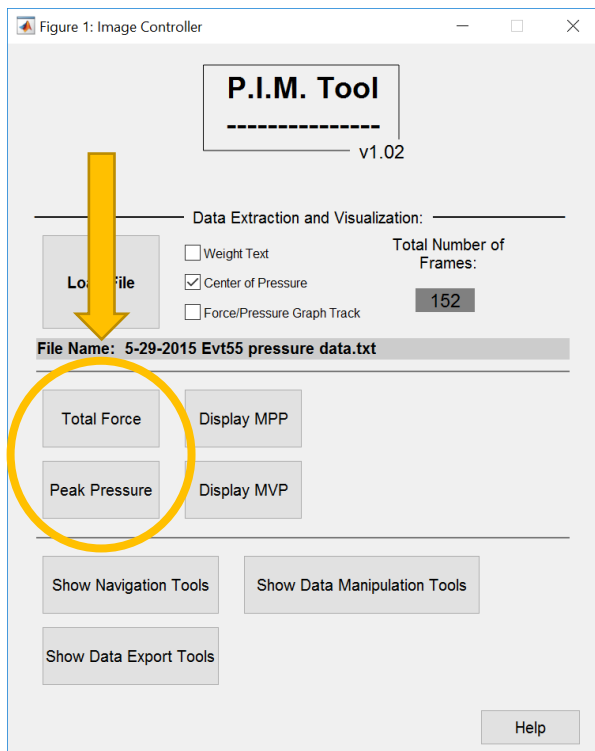 Figure 1: Image Controller
P.I.M. Tool
---------------
v1.02
Data Extraction and Visualization:
Weight Text
Total Number of
Frames:
Load File
Center of Pressure
152
Force/Pressure Graph Track
File Name: 5-29-2015 Evt55 pressure data.txt
Total Force
Display MPP
Peak Pressure
Display MVP
Show Navigation Tools
Show Data Manipulation Tools
Show Data Export Tools
Help